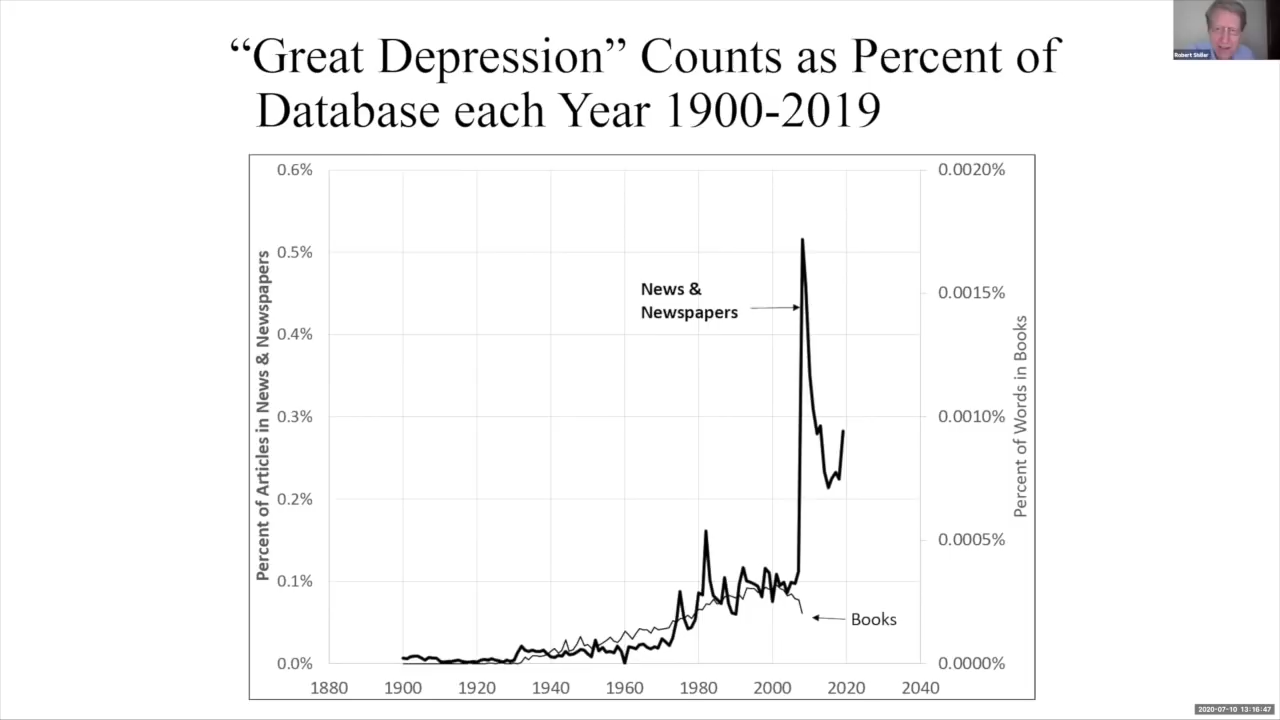 “Great Depression” Counts as Percent of
Database each Year 1900-2019
Robert Shiller
0.6%
0.5%
0.4%
0.3%
0.2%
0.1%
0.0%
Percent of Articles in News & Newspapers
News &
Newspapers
Books
0.0020%
0.0015%
0.0010%
0.0005%
0.0000%
Percent of Words in Books
1880 1900 1920 1940 1960 1980 2000 2020 2040
2020-07-10 13:16:47